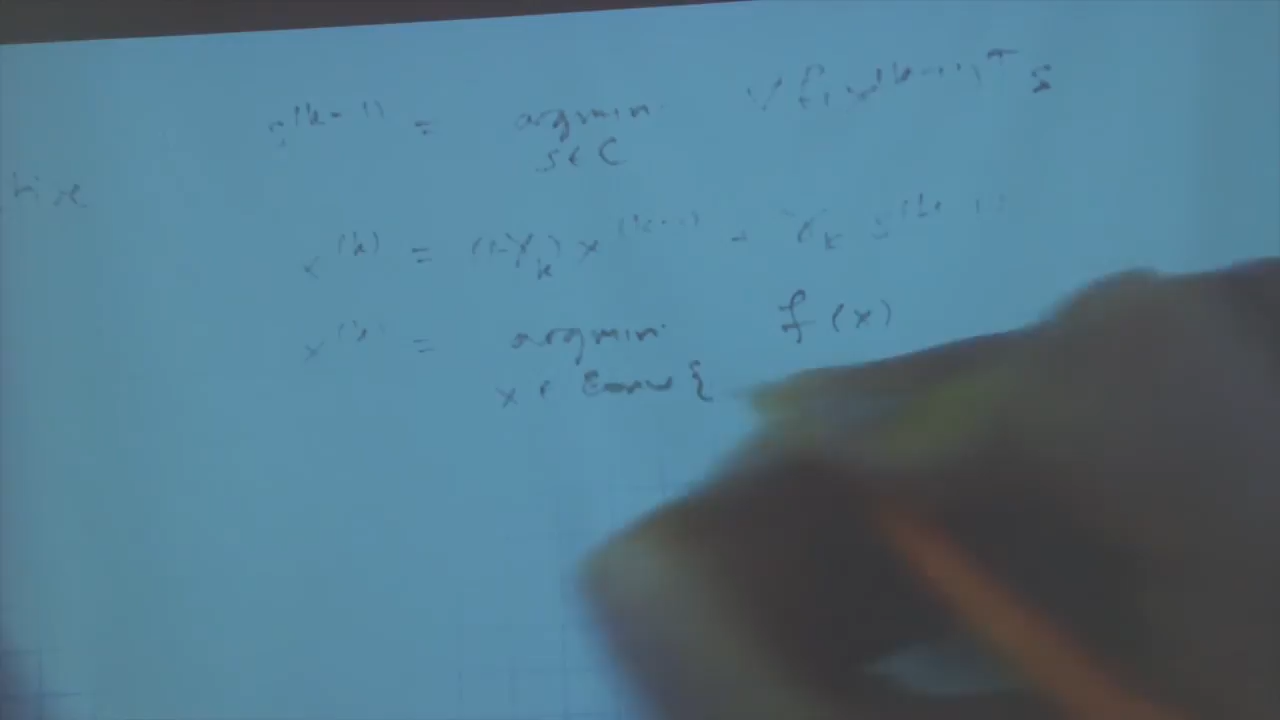 s^(k-1) = argmin ∇f(x^(k-1))^T s
s∈C
x^(k) = (1-γ_k) x^(k-1) + γ_k s^(k-1)
x^(k) = argmin f(x)
x ∈ conv {